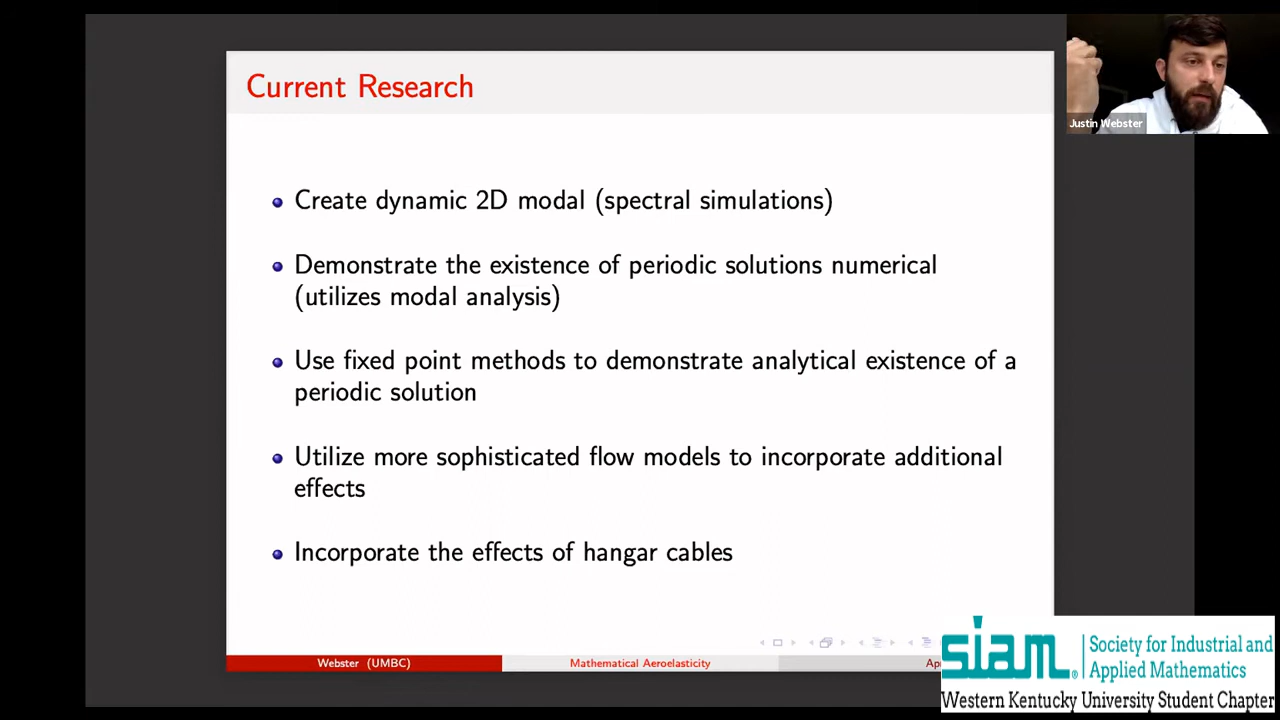 Current Research
Justin Webster
Create dynamic 2D modal (spectral simulations)
Demonstrate the existence of periodic solutions numerical
(utilizes modal analysis)
Use fixed point methods to demonstrate analytical existence of a
periodic solution
Utilize more sophisticated flow models to incorporate additional
effects
Incorporate the effects of hangar cables
Webster (UMBC)
Mathematical Aeroelasticity
siam.® Society for Industrial and
Applied Mathematics
Western Kentucky University Student Chapter